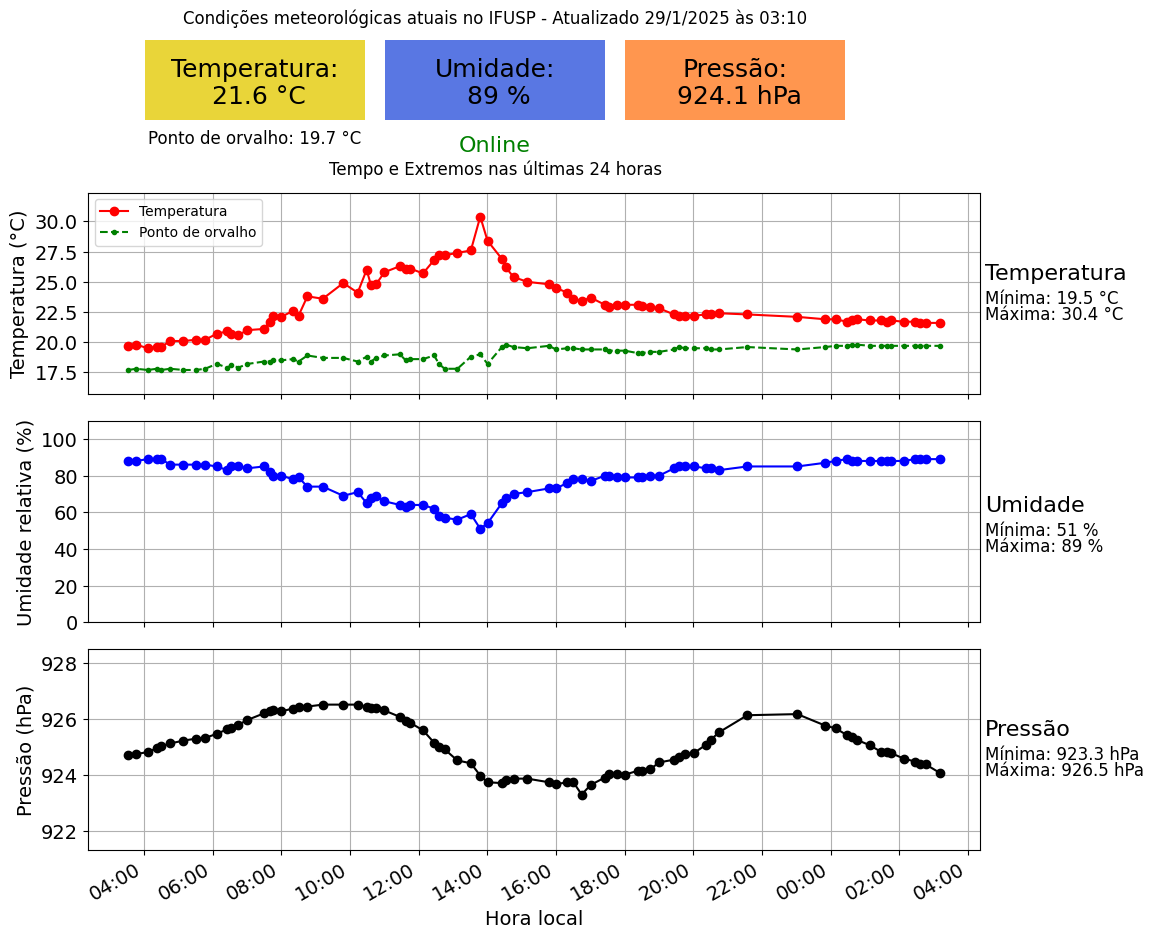 Condições meteorológicas atuais no IFUSP - Atualizado 29/1/2025 às 03:10
Temperatura:
21.6 °C
Umidade:
89 %
Pressão:
924.1 hPa
Ponto de orvalho: 19.7 °C
Online
Tempo e Extremos nas últimas 24 horas
Temperatura (°C)
30.0
27.5
25.0
22.5
20.0
17.5
Temperatura
Ponto de orvalho
Temperatura
Mínima: 19.5 °C
Máxima: 30.4 °C
Umidade relativa (%)
100
80
60
40
20
0
Umidade
Mínima: 51 %
Máxima: 89 %
Pressão (hPa)
928
926
924
922
Pressão
Mínima: 923.3 hPa
Máxima: 926.5 hPa
04:00 06:00 08:00 10:00 12:00 14:00 16:00 18:00 20:00 22:00 00:00 02:00 04:00
Hora local